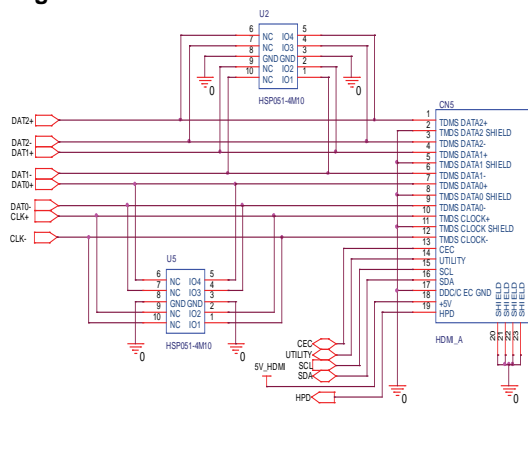 U2
6 NC IO4 5
7 NC IO3 4
8 GND GND 3
9 NC IO2 2
10 NC IO1 1
0
0
HSP051-4M10
CN5
DAT2+
DAT2-
DAT1+
DAT1-
DAT0+
DAT0-
CLK+
CLK-
1 TDMS DATA2+
2 TMDS DATA2 SHIELD
3 TMDS DATA2-
4 TDMS DATA1+
5 TMDS DATA1 SHIELD
6 TMDS DATA1-
7 TDMS DATA0+
8 TMDS DATA0 SHIELD
9 TDMS DATA0-
10 TMDS CLOCK+
11 TMDS CLOCK SHIELD
12 TMDS CLOCK-
13 CEC
14 UTILITY
15 SCL
16 SDA
17 DDC/C EC GND
18 +5V
19 HPD
SHIELD
SHIELD
SHIELD
SHIELD
20
21
22
23
HDMI_A
U5
6 NC IO4 5
7 NC IO3 4
8 GND GND 3
9 NC IO2 2
10 NC IO1 1
0
0
HSP051-4M10
CEC
UTILITY
SCL
SDA
5V_HDMI
HPD
0
0